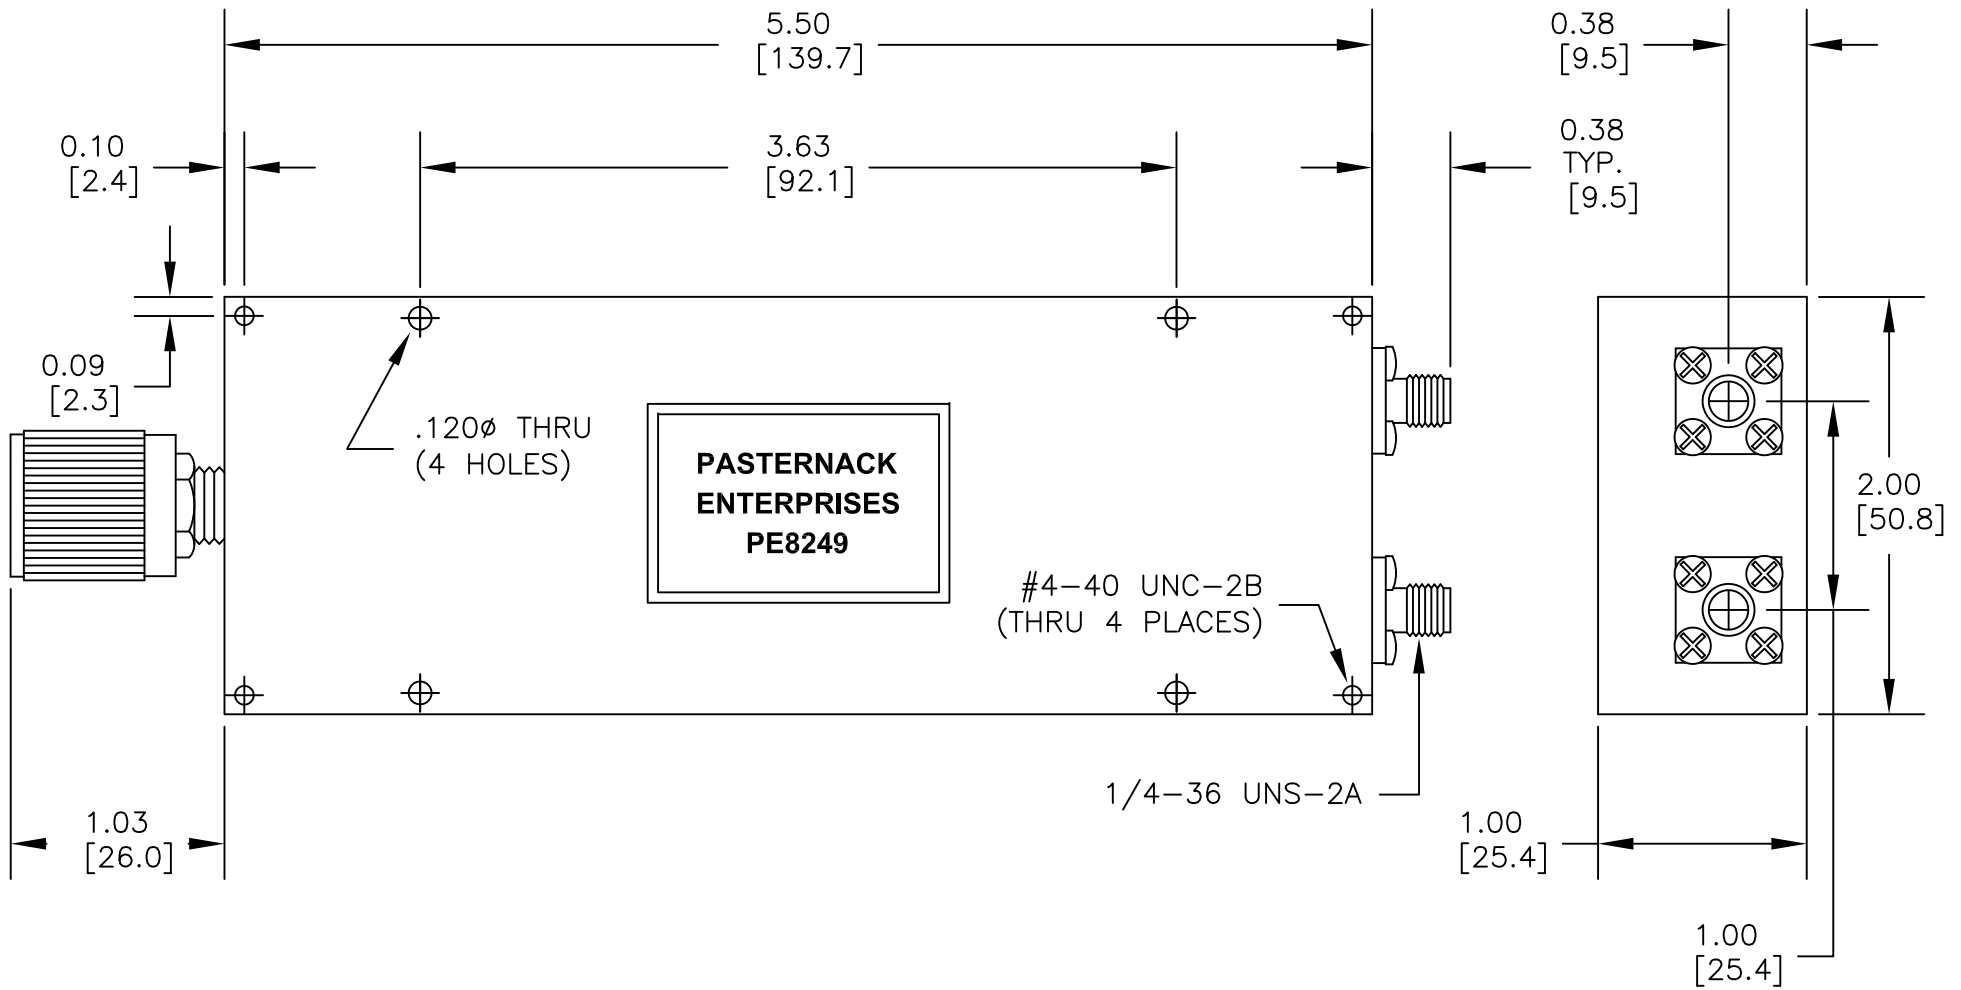 5.50
[139.7]
0.38
[9.5]
0.10
[2.4]
3.63
[92.1]
0.38
TYP.
[9.5]
0.09
[2.3]
.120ø THRU
(4 HOLES)
PASTERNACK
ENTERPRISES
PE8249
2.00
[50.8]
#4-40 UNC-2B
(THRU 4 PLACES)
1/4-36 UNS-2A
1.03
[26.0]
1.00
[25.4]
1.00
[25.4]